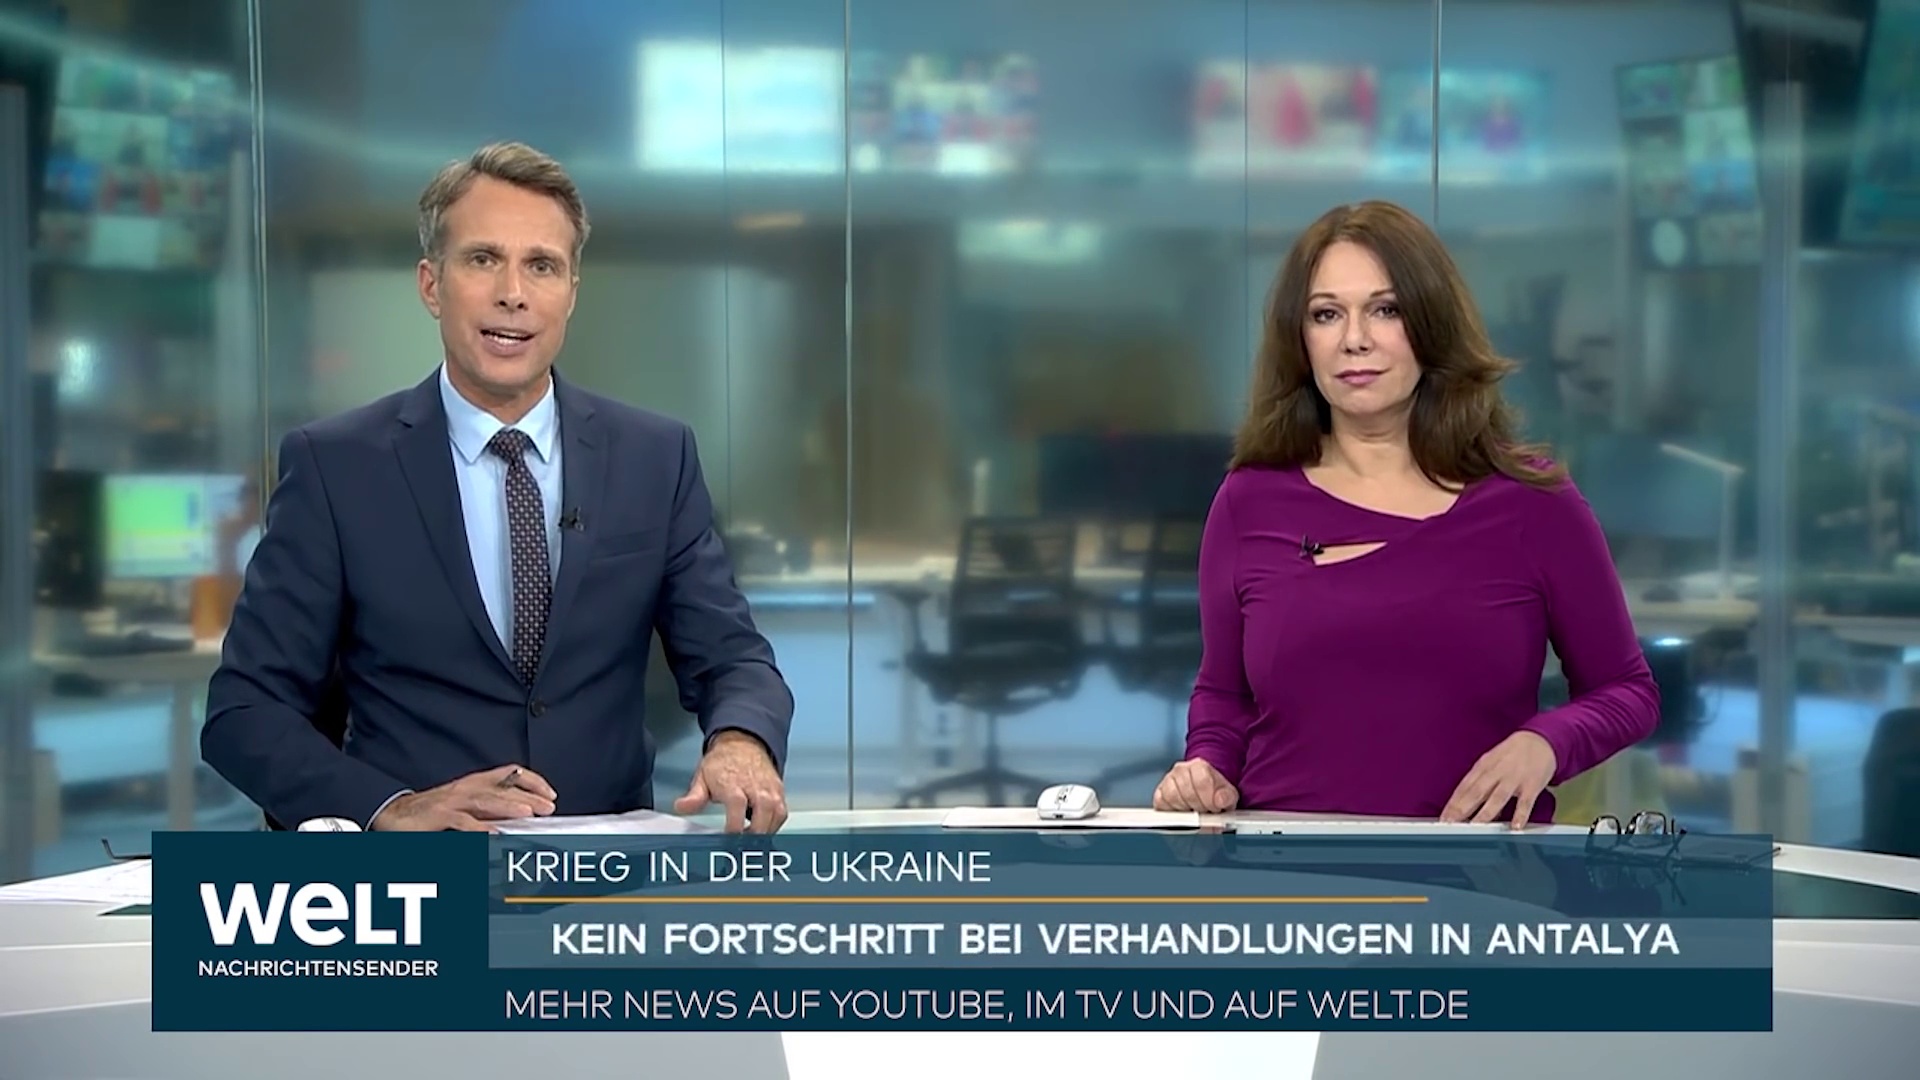 KRIEG IN DER UKRAINE
welt
NACHRICHTENSENDER
KEIN FORTSCHRITT BEI VERHANDLUNGEN IN ANTALYA
MEHR NEWS AUF YOUTUBE, IM TV UND AUF WELT.DE